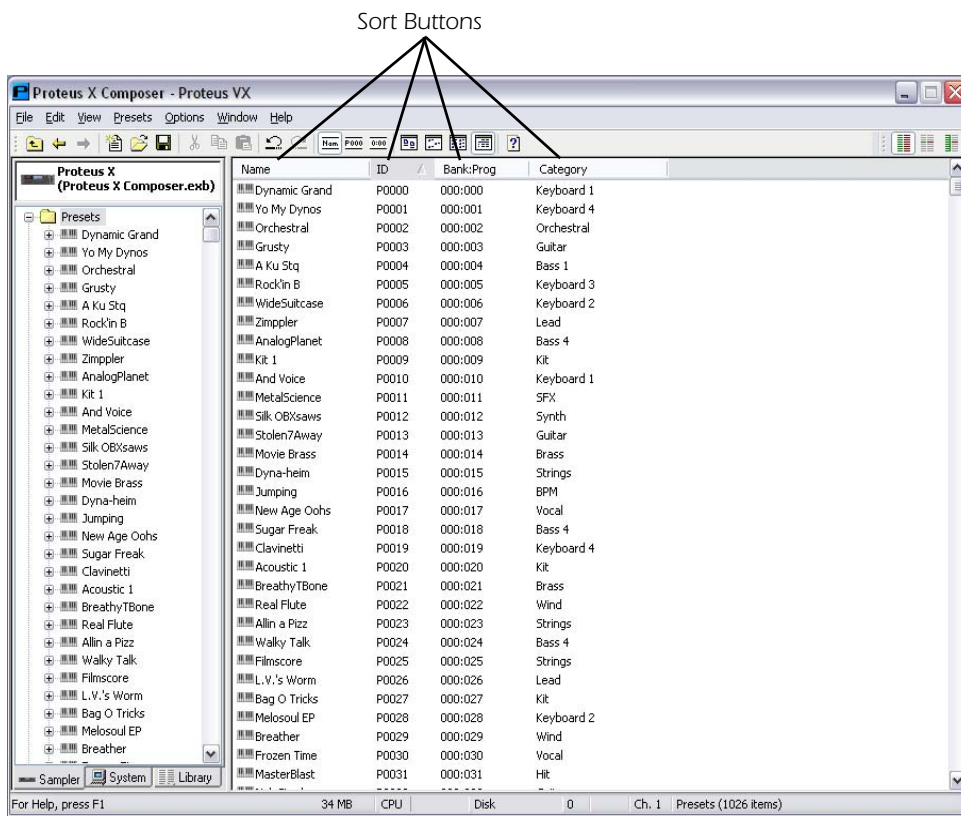 Sort Buttons
Proteus X Composer - Proteus VX
File Edit View Presets Options Window Help
Nam P000 0:00
Proteus X
(Proteus X Composer.exb)
Presets
Dynamic Grand
Yo My Dynos
Orchestral
Grusty
A Ku Stq
Rock'in B
WideSuitcase
Zimppler
AnalogPlanet
Kit 1
And Voice
MetalScience
Silk OBXsaws
Stolen7Away
Movie Brass
Dyna-heim
Jumping
New Age Oohs
Sugar Freak
Clavinetti
Acoustic 1
BreathyTBone
Real Flute
Allin a Pizz
Walky Talk
Filmscore
L.V.'s Worm
Bag O Tricks
Melosoul EP
Breather
Sampler System Library
Name ID Bank:Prog Category
Dynamic Grand P0000 000:000 Keyboard 1
Yo My Dynos P0001 000:001 Keyboard 4
Orchestral P0002 000:002 Orchestral
Grusty P0003 000:003 Guitar
A Ku Stq P0004 000:004 Bass 1
Rock'in B P0005 000:005 Keyboard 3
WideSuitcase P0006 000:006 Keyboard 2
Zimppler P0007 000:007 Lead
AnalogPlanet P0008 000:008 Bass 4
Kit 1 P0009 000:009 Kit
And Voice P0010 000:010 Keyboard 1
MetalScience P0011 000:011 SFX
Silk OBXsaws P0012 000:012 Synth
Stolen7Away P0013 000:013 Guitar
Movie Brass P0014 000:014 Brass
Dyna-heim P0015 000:015 Strings
Jumping P0016 000:016 BPM
New Age Oohs P0017 000:017 Vocal
Sugar Freak P0018 000:018 Bass 4
Clavinetti P0019 000:019 Keyboard 4
Acoustic 1 P0020 000:020 Kit
BreathyTBone P0021 000:021 Brass
Real Flute P0022 000:022 Wind
Allin a Pizz P0023 000:023 Strings
Walky Talk P0024 000:024 Bass 4
Filmscore P0025 000:025 Strings
L.V.'s Worm P0026 000:026 Lead
Bag O Tricks P0027 000:027 Kit
Melosoul EP P0028 000:028 Keyboard 2
Breather P0029 000:029 Wind
Frozen Time P0030 000:030 Vocal
MasterBlast P0031 000:031 Hit
For Help, press F1 34 MB CPU Disk 0 Ch. 1 Presets (1026 items)